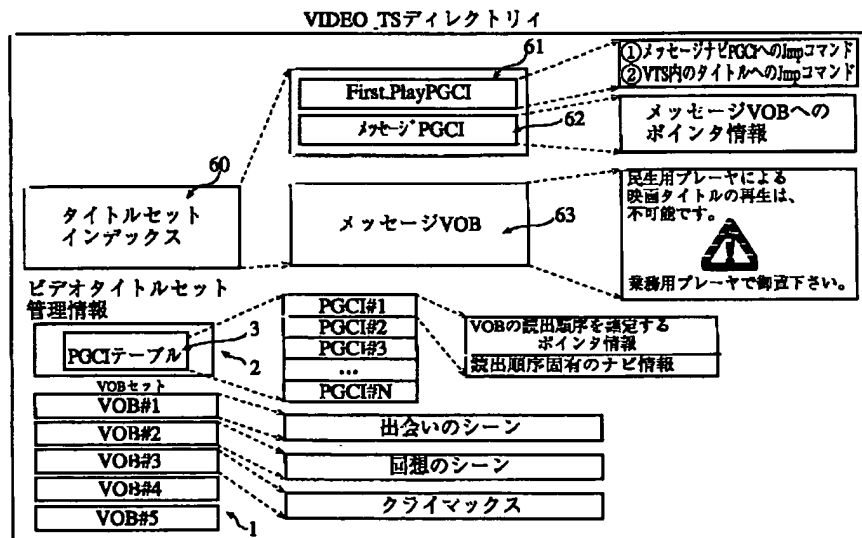 VIDEO_TSディレクトリィ
61
First.PlayPGCI
メッセージPGCI
62
①メッセージナビPGCIへのJmpコマンド
②VTS内のタイトルへのJmpコマンド
メッセージVOBへの
ポインタ情報
60
タイトルセット
インデックス
メッセージVOB
63
民生用プレーヤによる
映画タイトルの再生は、
不可能です。
業務用プレーヤで御覧下さい。
ビデオタイトルセット
管理情報
3
PGCIテーブル
2
PGCI#1
PGCI#2
PGCI#3
...
PGCI#N
VOBの読出順序を
するポインタ情報
読出順序固有のナビ情報
VOBセット
VOB#1
VOB#2
VOB#3
VOB#4
VOB#5
1
出会いのシーン
回想のシーン
クライマックス